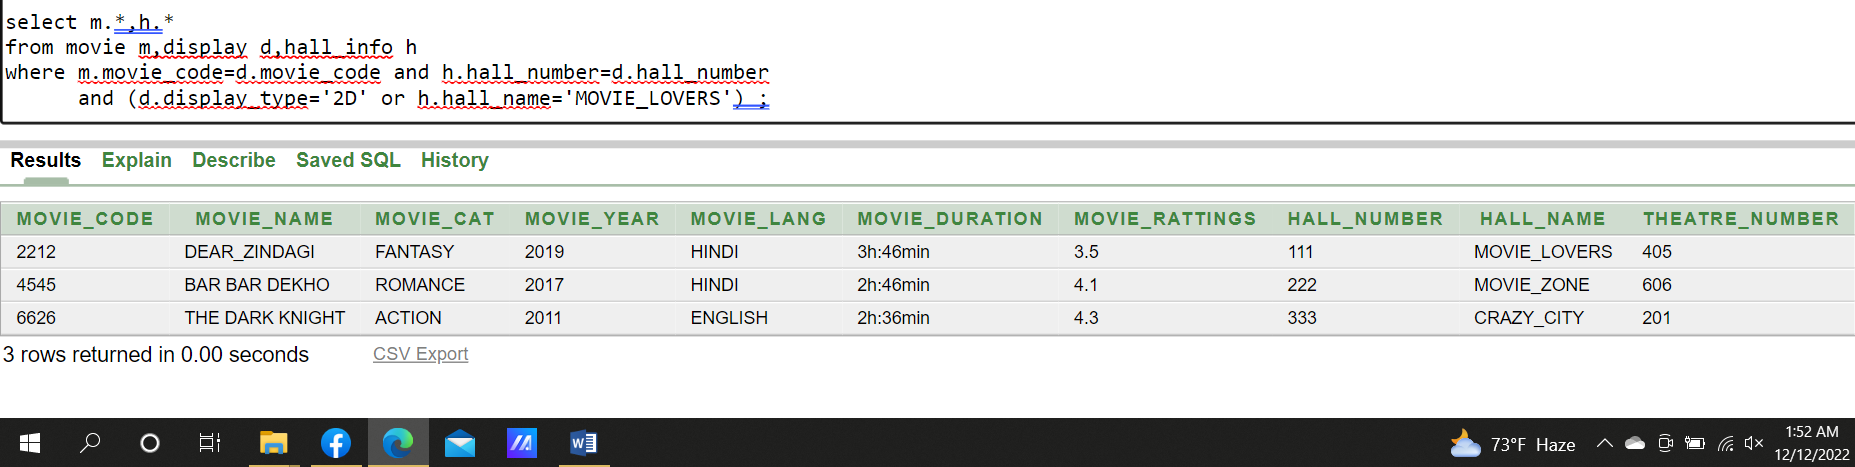 select m.*,h.*
from movie m,display d,hall_info h
where m.movie_code=d.movie_code and h.hall_number=d.hall_number
and (d.display_type='2D' or h.hall_name='MOVIE_LOVERS') ;
Results Explain Describe Saved SQL History
MOVIE_CODE MOVIE_NAME MOVIE_CAT MOVIE_YEAR MOVIE_LANG MOVIE_DURATION MOVIE_RATTINGS HALL_NUMBER HALL_NAME THEATRE_NUMBER
2212 DEAR_ZINDAGI FANTASY 2019 HINDI 3h:46min 3.5 111 MOVIE_LOVERS 405
4545 BAR BAR DEKHO ROMANCE 2017 HINDI 2h:46min 4.1 222 MOVIE_ZONE 606
6626 THE DARK KNIGHT ACTION 2011 ENGLISH 2h:36min 4.3 333 CRAZY_CITY 201
3 rows returned in 0.00 seconds CSV Export
73°F Haze 1:52 AM
12/12/2022